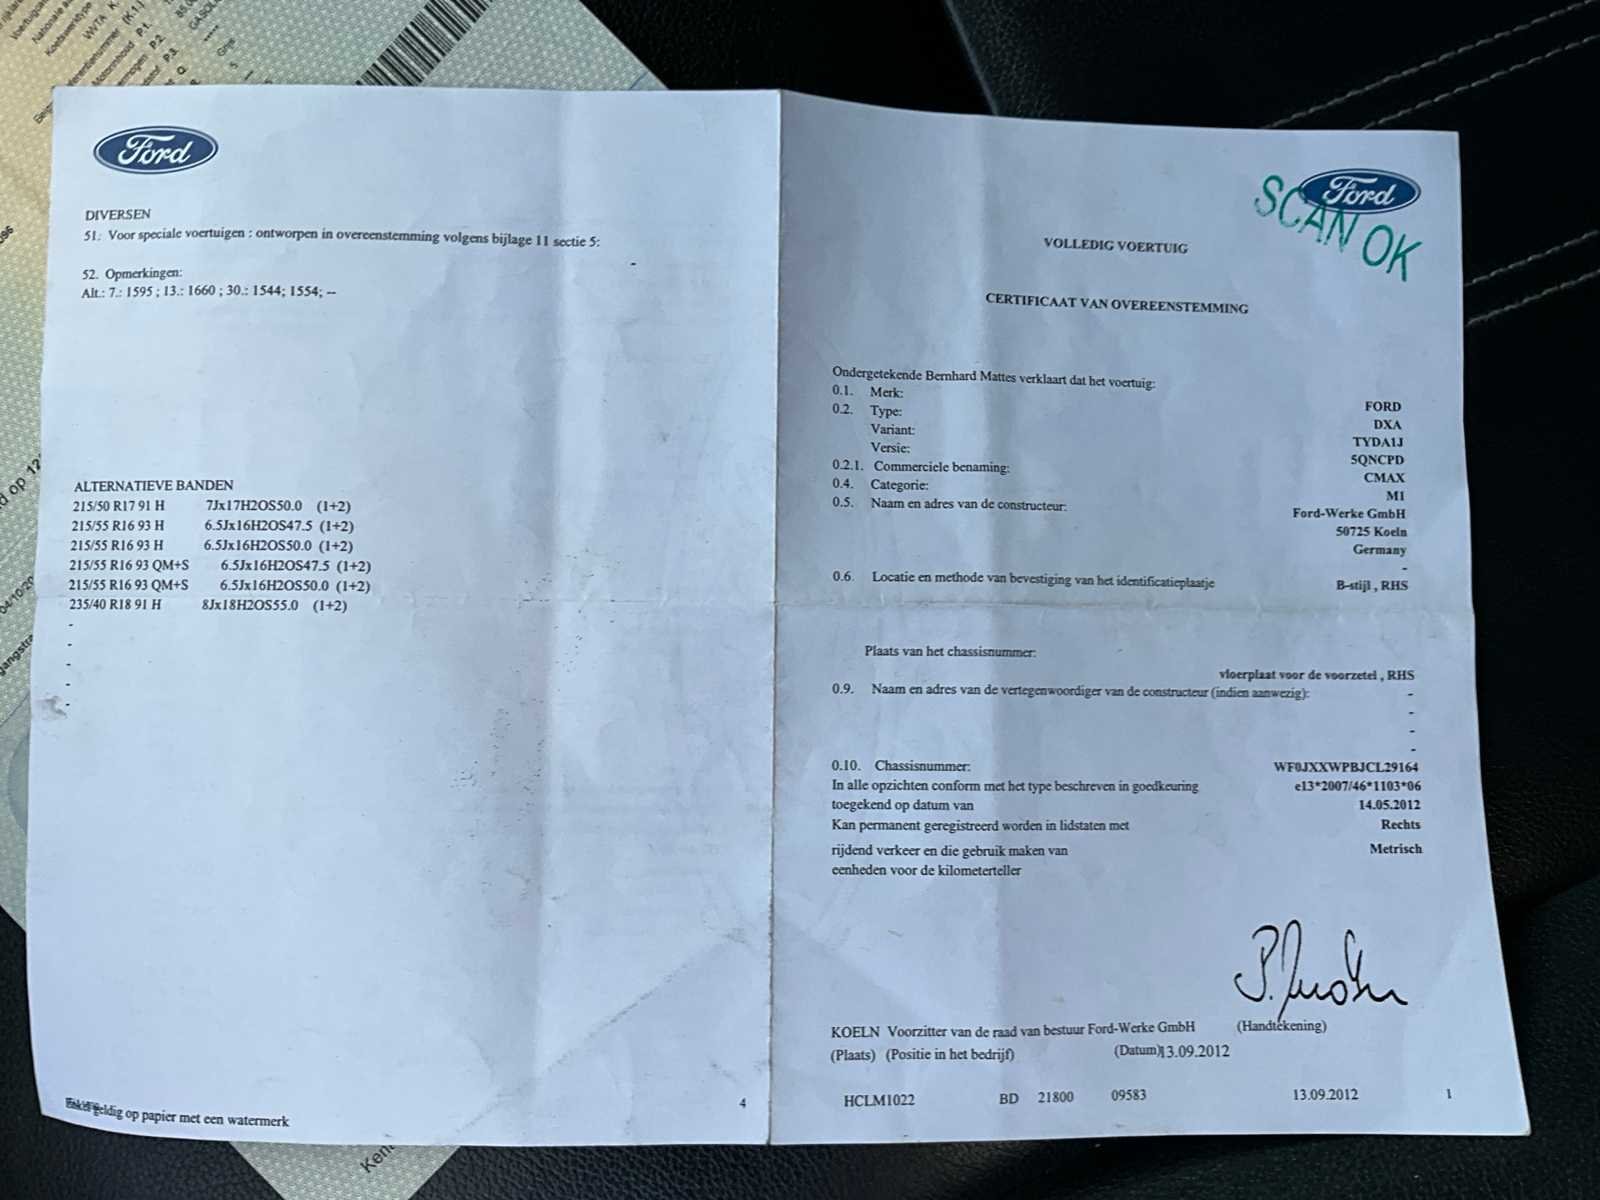 Ford
DIVERSEN
51. Voor speciale voertuigen : ontworpen in overeenstemming volgens bijlage 11 sectie 5:
-
52. Opmerkingen:
Alt.: 7.: 1595 ; 13.: 1660 ; 30.: 1544; 1554; --
ALTERNATIEVE BANDEN
215/50 R17 91 H 7Jx17H2OS50.0 (1+2)
215/55 R16 93 H 6.5Jx16H2OS47.5 (1+2)
215/55 R16 93 H 6.5Jx16H2OS50.0 (1+2)
215/55 R16 93 QM+S 6.5Jx16H2OS47.5 (1+2)
215/55 R16 93 QM+S 6.5Jx16H2OS50.0 (1+2)
235/40 R18 91 H 8Jx18H2OS55.0 (1+2)
-
-
-
-
-
geldig op papier met een watermerk
4
Ford
SCAN OK
VOLLEDIG VOERTUIG
CERTIFICAAT VAN OVEREENSTEMMING
Ondergetekende Bernhard Mattes verklaart dat het voertuig:
0.1. Merk: FORD
0.2. Type: DXA
Variant: TYDA1J
Versie: 5QNCPD
0.2.1. Commerciele benaming: CMAX
0.4. Categorie: M1
0.5. Naam en adres van de constructeur: Ford-Werke GmbH
50725 Koeln
Germany
-
0.6. Locatie en methode van bevestiging van het identificatieplaatje B-stijl , RHS
Plaats van het chassisnummer:
vloerplaat voor de voorzetel , RHS
0.9. Naam en adres van de vertegenwoordiger van de constructeur (indien aanwezig): -
-
-
-
0.10. Chassisnummer: WF0JXXWPBJCL29164
In alle opzichten conform met het type beschreven in goedkeuring e13*2007/46*1103*06
toegekend op datum van 14.05.2012
Kan permanent geregistreerd worden in lidstaten met Rechts
rijdend verkeer en die gebruik maken van Metrisch
eenheden voor de kilometerteller
KOELN Voorzitter van de raad van bestuur Ford-Werke GmbH (Handtekening)
(Plaats) (Positie in het bedrijf) (Datum)13.09.2012
HCLM1022 BD 21800 09583 13.09.2012 1